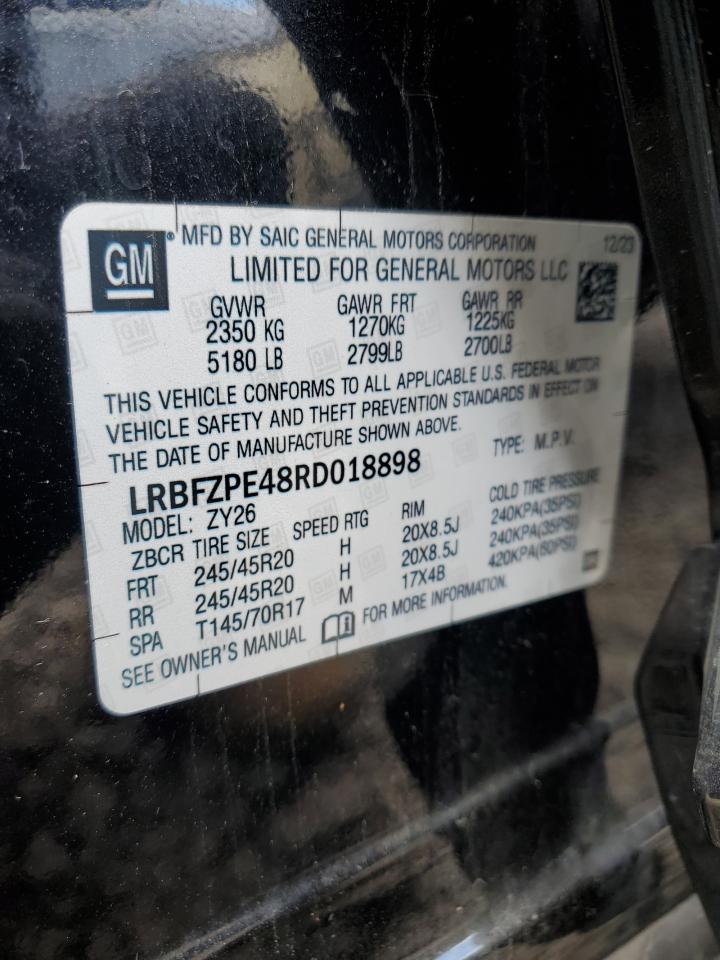 GM ® MFD BY SAIC GENERAL MOTORS CORPORATION 12/23
LIMITED FOR GENERAL MOTORS LLC
GVWR GAWR FRT GAWR RR
2350 KG 1270KG 1225KG
5180 LB 2799LB 2700LB
THIS VEHICLE CONFORMS TO ALL APPLICABLE U.S. FEDERAL MOTOR
VEHICLE SAFETY AND THEFT PREVENTION STANDARDS IN EFFECT ON
THE DATE OF MANUFACTURE SHOWN ABOVE.
LRBFZPE48RD018898 TYPE: M.P.V.
MODEL: ZY26
ZBCR TIRE SIZE SPEED RTG RIM COLD TIRE PRESSURE
FRT 245/45R20 H 20X8.5J 240KPA(35PSI)
RR 245/45R20 H 20X8.5J 240KPA(35PSI)
SPA T145/70R17 M 17X4B 420KPA(60PSI)
SEE OWNER'S MANUAL FOR MORE INFORMATION.